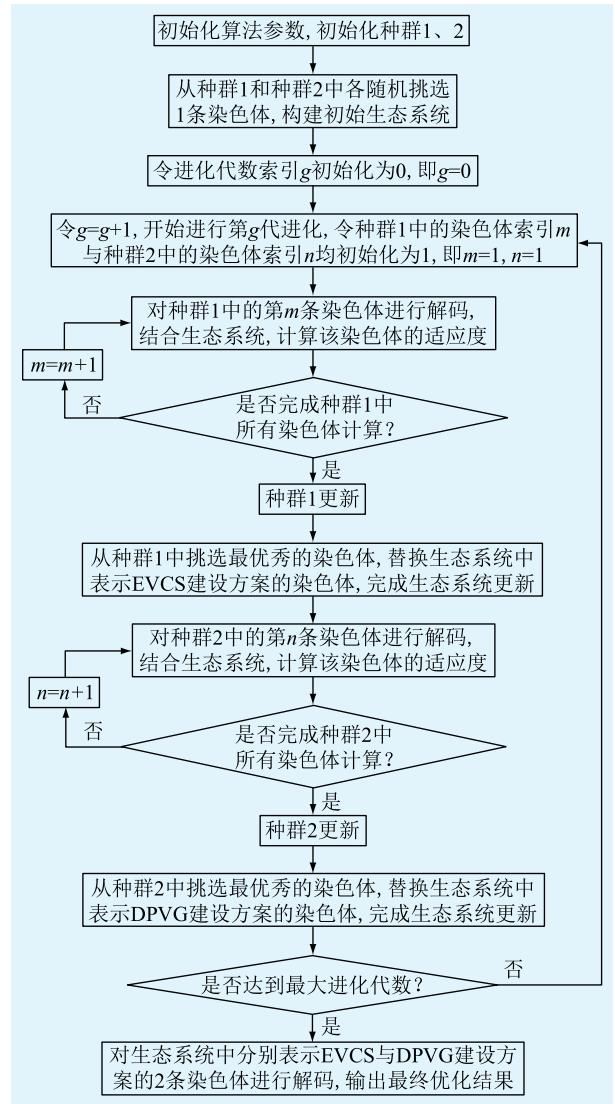 初始化算法参数,初始化种群1、2
从种群1和种群2中各随机挑选
1条染色体,构建初始生态系统
令进化代数索引g初始化为0,即g=0
令g=g+1,开始进行第g代进化,令种群1中的染色体索引m
与种群2中的染色体索引n均初始化为1,即m=1,n=1
对种群1中的第m条染色体进行解码,
结合生态系统,计算该染色体的适应度
m=m+1
否
是否完成种群1中
所有染色体计算?
是
种群1更新
从种群1中挑选最优秀的染色体,替换生态系统中
表示EVCS建设方案的染色体,完成生态系统更新
对种群2中的第n条染色体进行解码,
结合生态系统,计算该染色体的适应度
n=n+1
否
是否完成种群2中
所有染色体计算?
是
种群2更新
从种群2中挑选最优秀的染色体,替换生态系统中
表示DPVG建设方案的染色体,完成生态系统更新
是否达到最大进化代数?
否
是
对生态系统中分别表示EVCS与DPVG建设方
案的2条染色体进行解码,输出最终优化结果